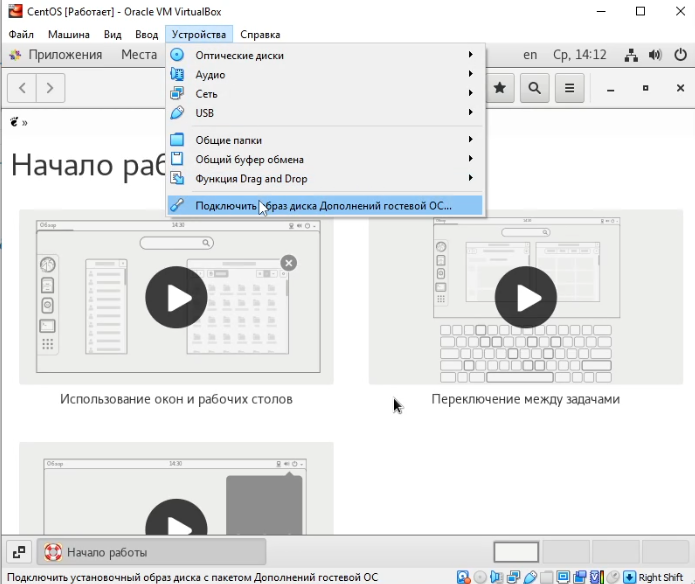 CentOS [Работает] - Oracle VM VirtualBox
Файл Машина Вид Ввод Устройства Справка
Приложения Места en Ср, 14:12
Оптические диски
Аудио
Сеть
USB
Общие папки
Общий буфер обмена
Функция Drag and Drop
Подключить образ диска Дополнений гостевой ОС...
»
Начало раб
Обзор 14:30
Обзор 14:30
Использование окон и рабочих столов
Переключение между задачами
Обзор 14:30
Начало работы
Подключить установочный образ диска с пакетом Дополнений гостевой ОС
Right Shift